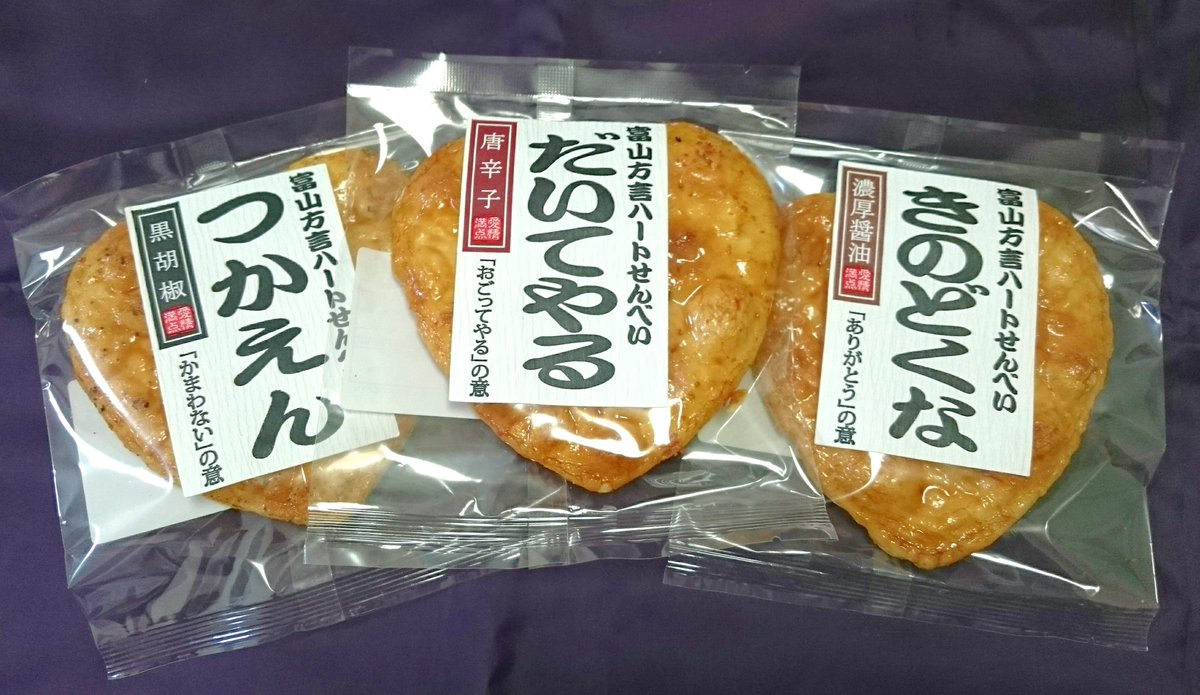 富山方言ハートせん
つかえん
黒胡椒
愛情
満点
「かまわない」の意
富山方言ハートせんべい
だいてやる
唐辛子
愛情
満点
「おごってやる」の意
富山方言ハートせんべい
きのどくな
濃厚醤油
愛情
満点
「ありがとう」の意